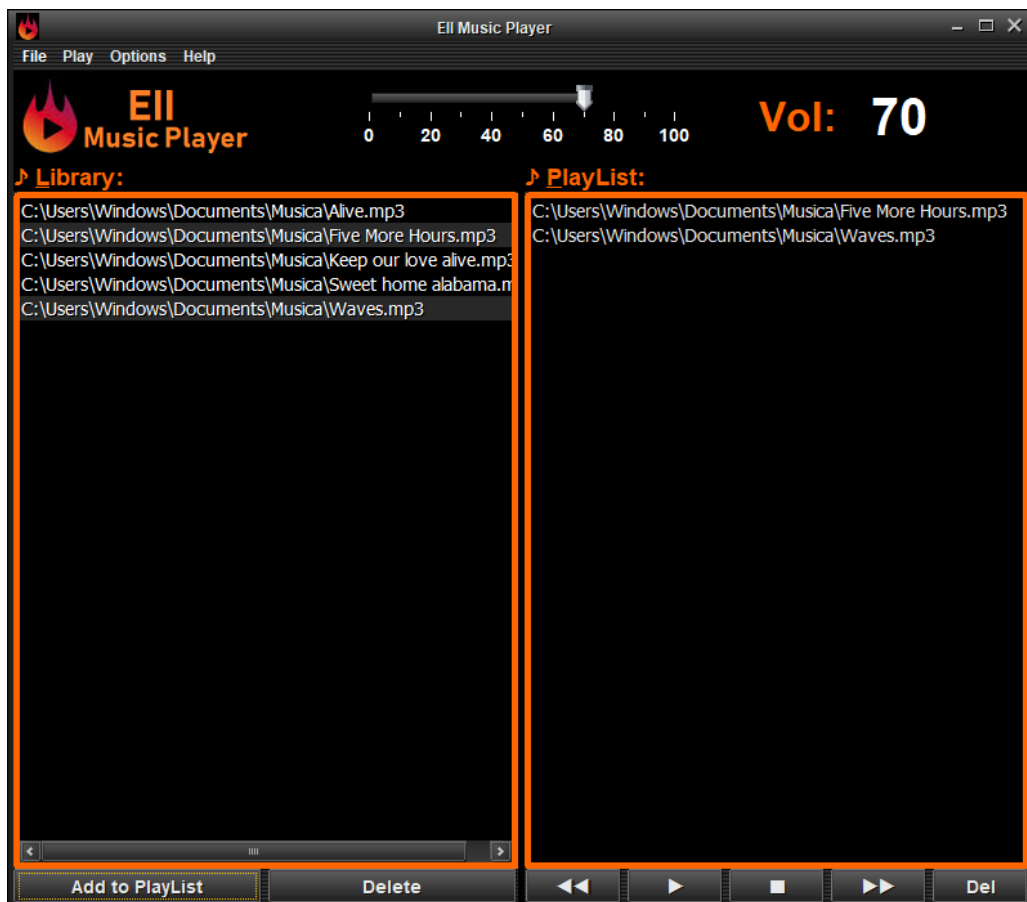 Ell Music Player
File Play Options Help
Ell
Music Player
0 20 40 60 80 100
Vol: 70
Library:
C:\Users\Windows\Documents\Musica\Alive.mp3
C:\Users\Windows\Documents\Musica\Five More Hours.mp3
C:\Users\Windows\Documents\Musica\Keep our love alive.mp3
C:\Users\Windows\Documents\Musica\Sweet home alabama.m
C:\Users\Windows\Documents\Musica\Waves.mp3
PlayList:
C:\Users\Windows\Documents\Musica\Five More Hours.mp3
C:\Users\Windows\Documents\Musica\Waves.mp3
Add to PlayList Delete Del